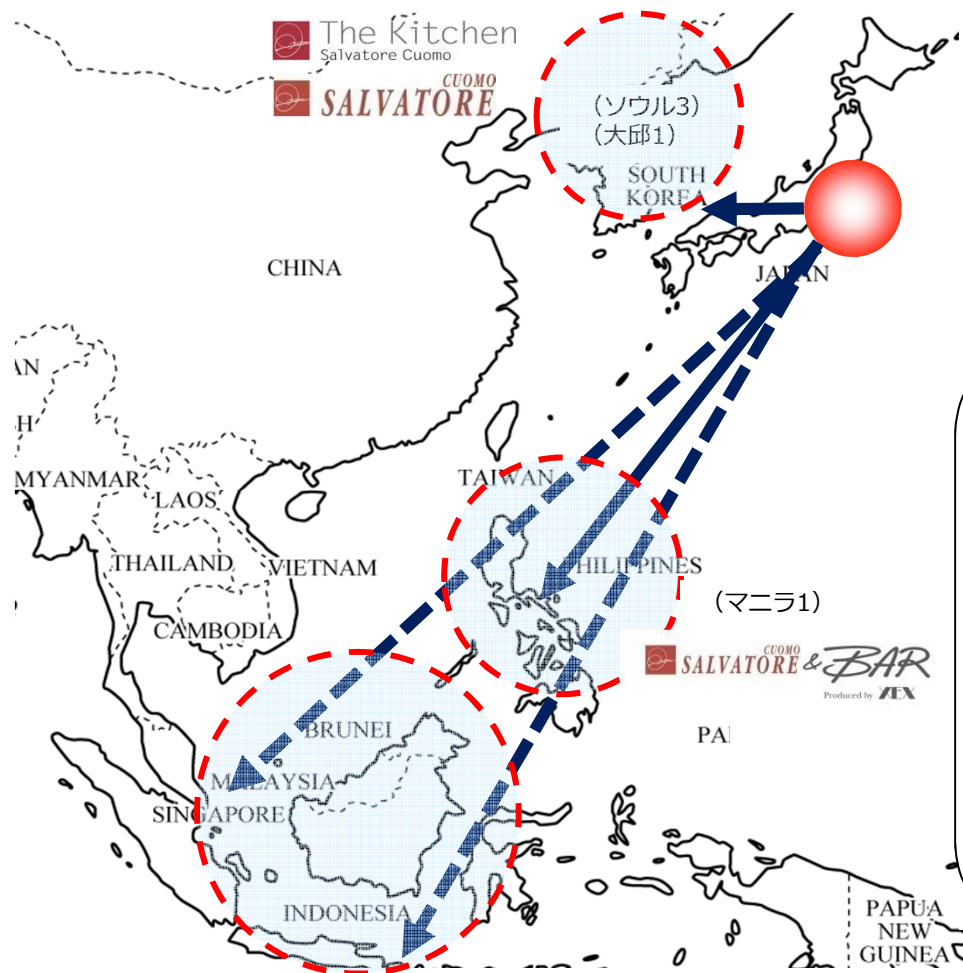 The Kitchen
Salvatore Cuomo
CUOMO
SALVATORE
（ソウル3）
（大邱1）
SOUTH
KOREA
CHINA
JAPAN
AN
H
MYANMAR
LAOS
TAIWAN
THAILAND
VIETNAM
PHILIPPINES
CAMBODIA
（マニラ1）
CUOMO
SALVATORE & BAR
Produced by XEX
BRUNEI
PA
MALAYSIA
SINGAPORE
INDONESIA
PAPUA
NEW
GUINEA